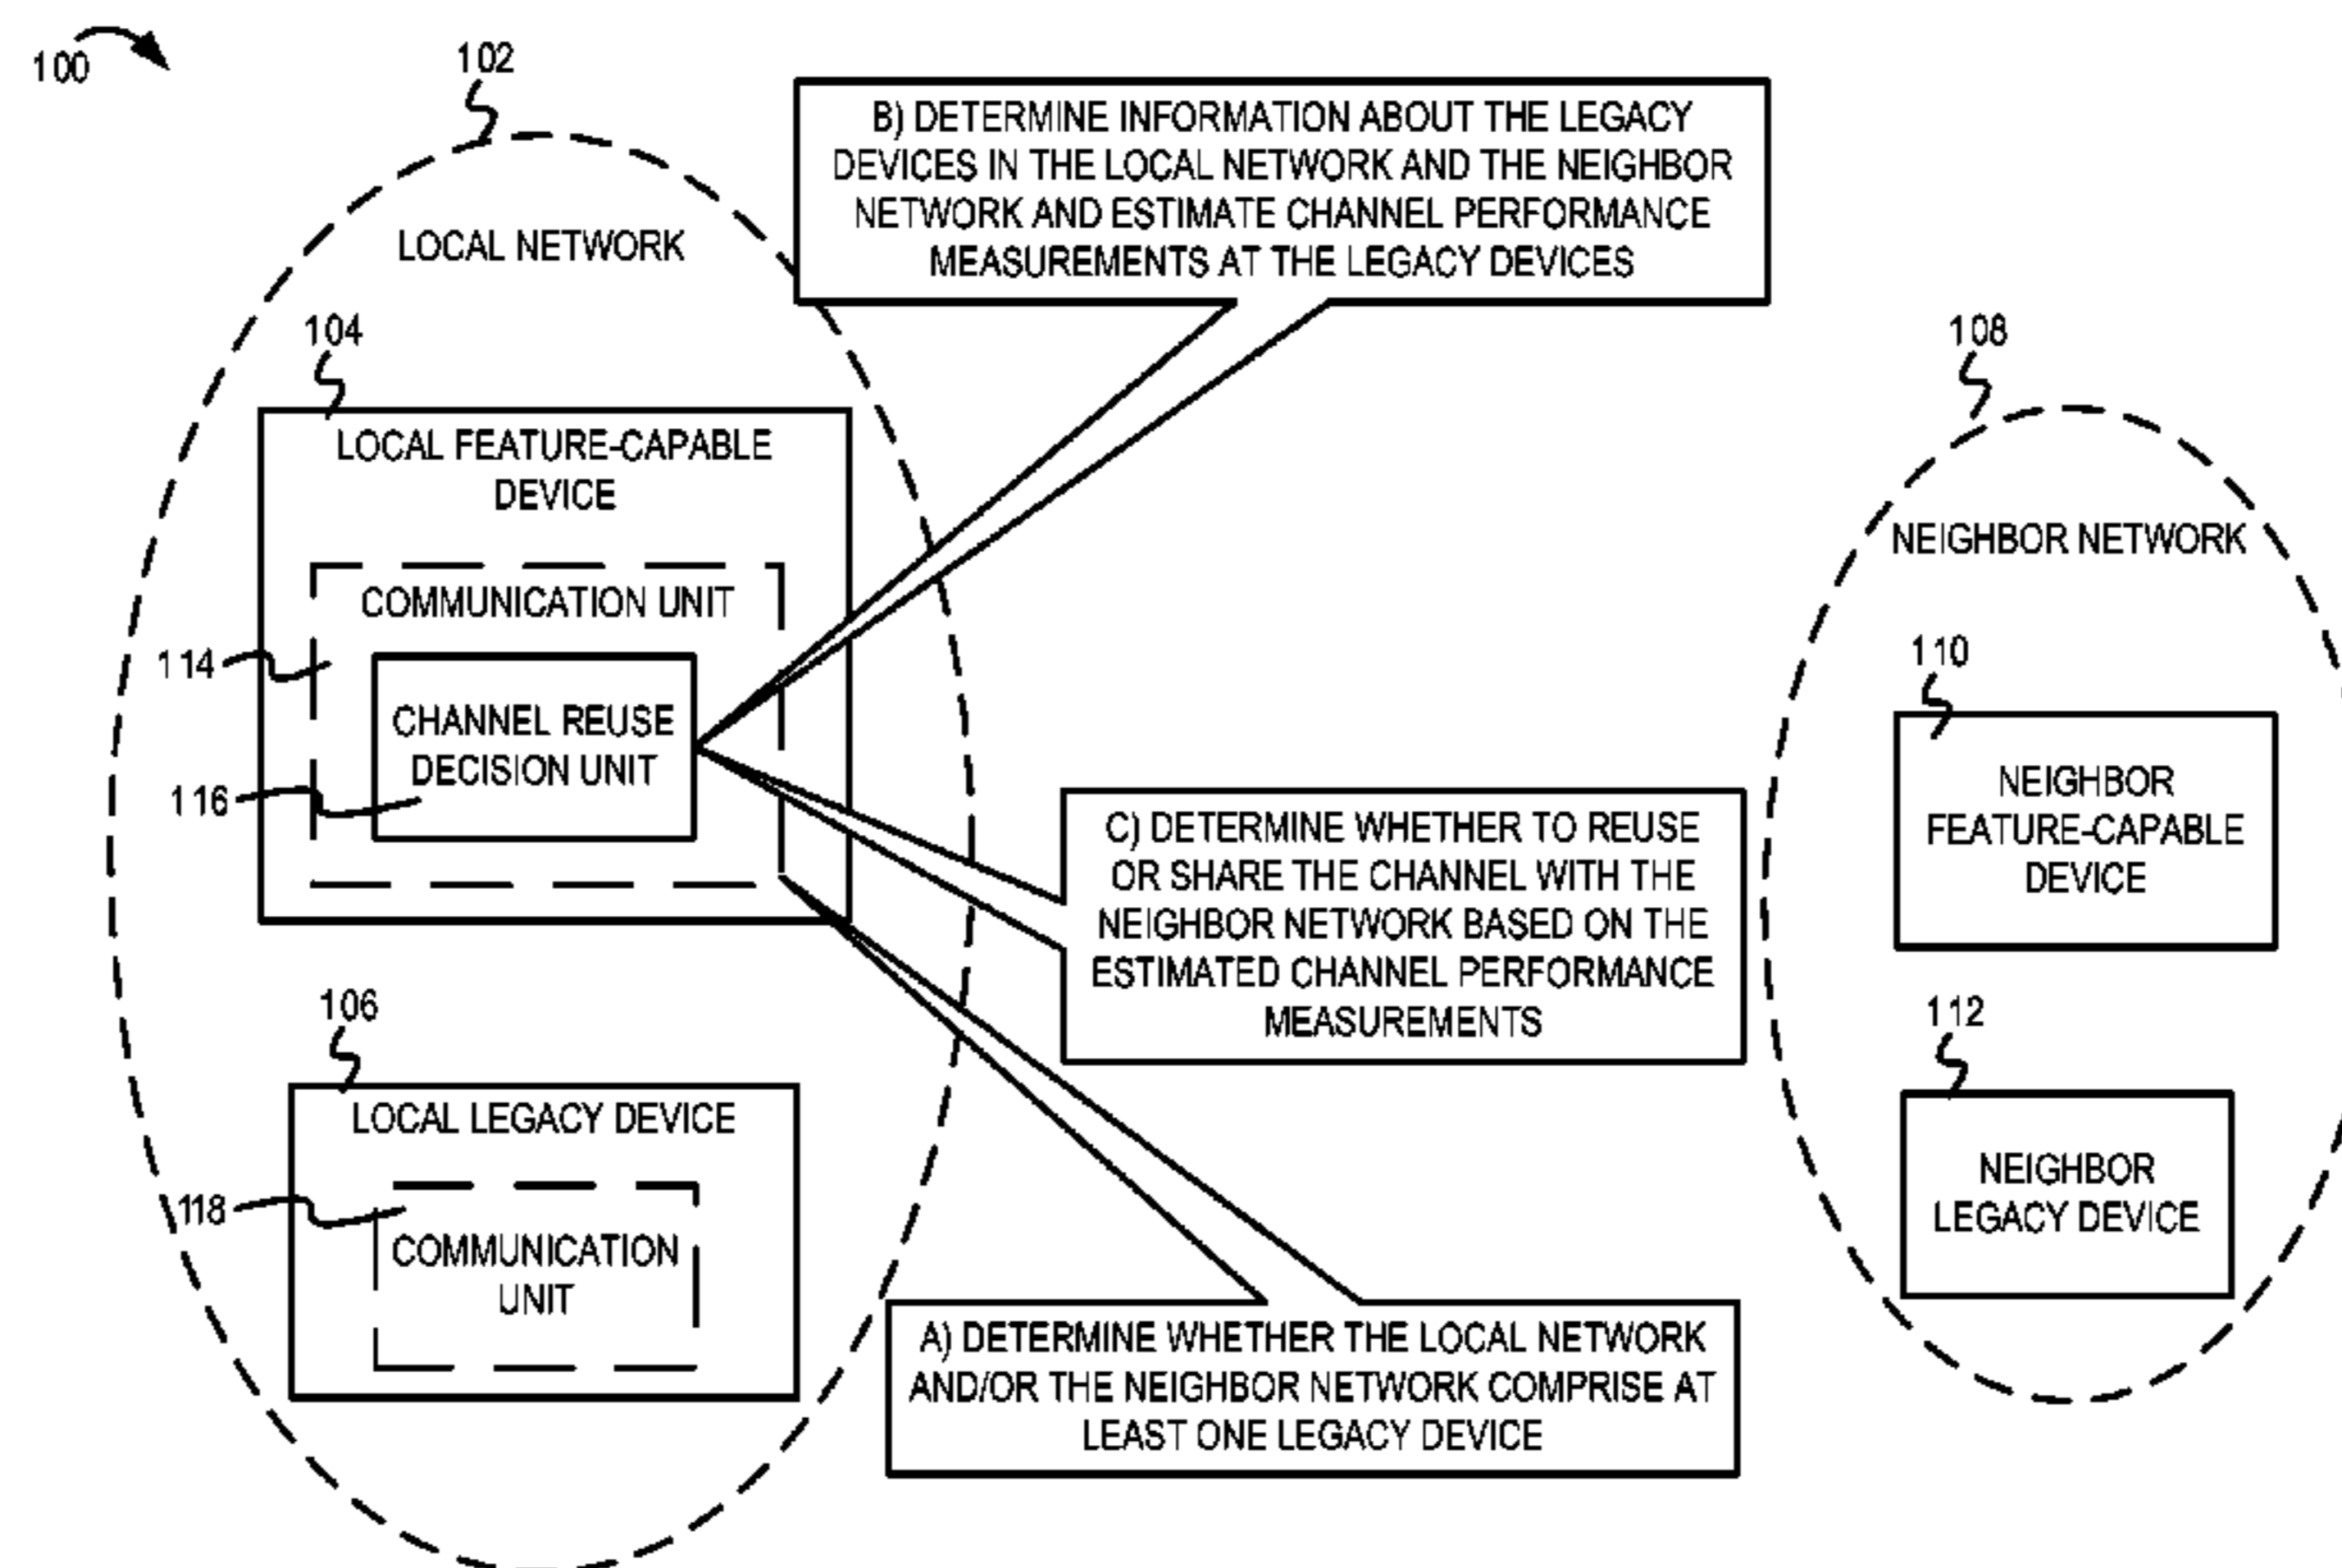 100
102
LOCAL NETWORK
104
LOCAL FEATURE-CAPABLE
DEVICE
COMMUNICATION UNIT
114
CHANNEL REUSE
DECISION UNIT
116
106
LOCAL LEGACY DEVICE
118
COMMUNICATION
UNIT
B) DETERMINE INFORMATION ABOUT THE LEGACY
DEVICES IN THE LOCAL NETWORK AND THE NEIGHBOR
NETWORK AND ESTIMATE CHANNEL PERFORMANCE
MEASUREMENTS AT THE LEGACY DEVICES
C) DETERMINE WHETHER TO REUSE
OR SHARE THE CHANNEL WITH THE
NEIGHBOR NETWORK BASED ON THE
ESTIMATED CHANNEL PERFORMANCE
MEASUREMENTS
A) DETERMINE WHETHER THE LOCAL NETWORK
AND/OR THE NEIGHBOR NETWORK COMPRISE AT
LEAST ONE LEGACY DEVICE
108
NEIGHBOR NETWORK
110
NEIGHBOR
FEATURE-CAPABLE
DEVICE
112
NEIGHBOR
LEGACY DEVICE